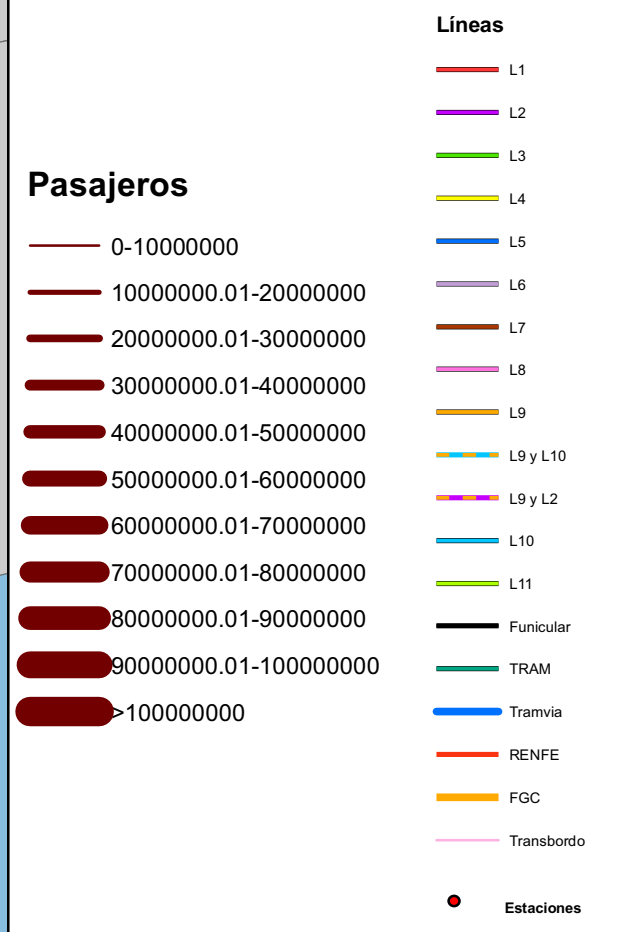 Pasajeros
0-10000000
10000000.01-20000000
20000000.01-30000000
30000000.01-40000000
40000000.01-50000000
50000000.01-60000000
60000000.01-70000000
70000000.01-80000000
80000000.01-90000000
90000000.01-100000000
>100000000
Líneas
L1
L2
L3
L4
L5
L6
L7
L8
L9
L9 y L10
L9 y L2
L10
L11
Funicular
TRAM
Tramvia
RENFE
FGC
Transbordo
Estaciones